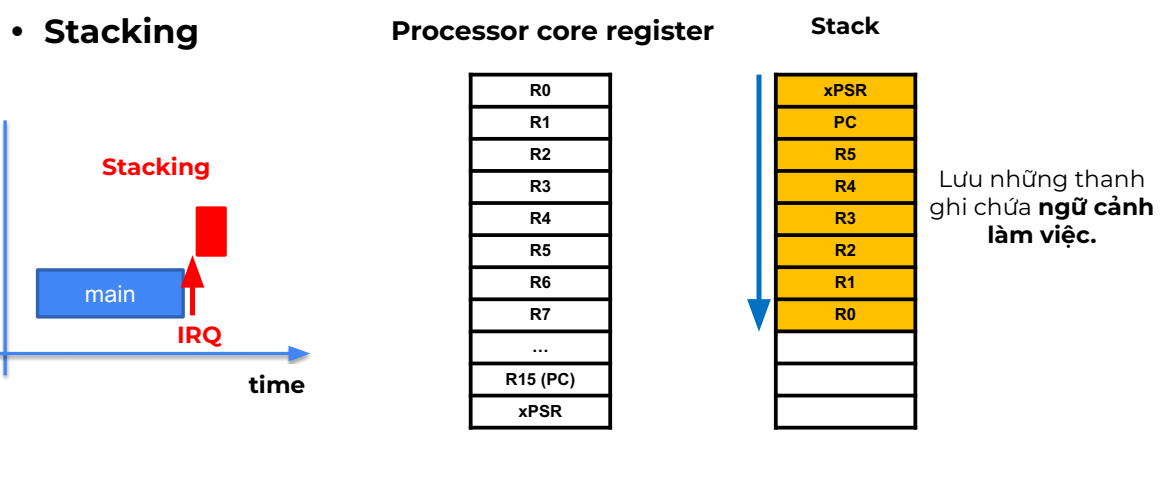 • Stacking
Stacking
main
IRQ
time
Processor core register
R0
R1
R2
R3
R4
R5
R6
R7
…
R15 (PC)
xPSR
Stack
xPSR
PC
R5
R4
R3
R2
R1
R0
Lưu những thanh
ghi chứa ngữ cảnh
làm việc.